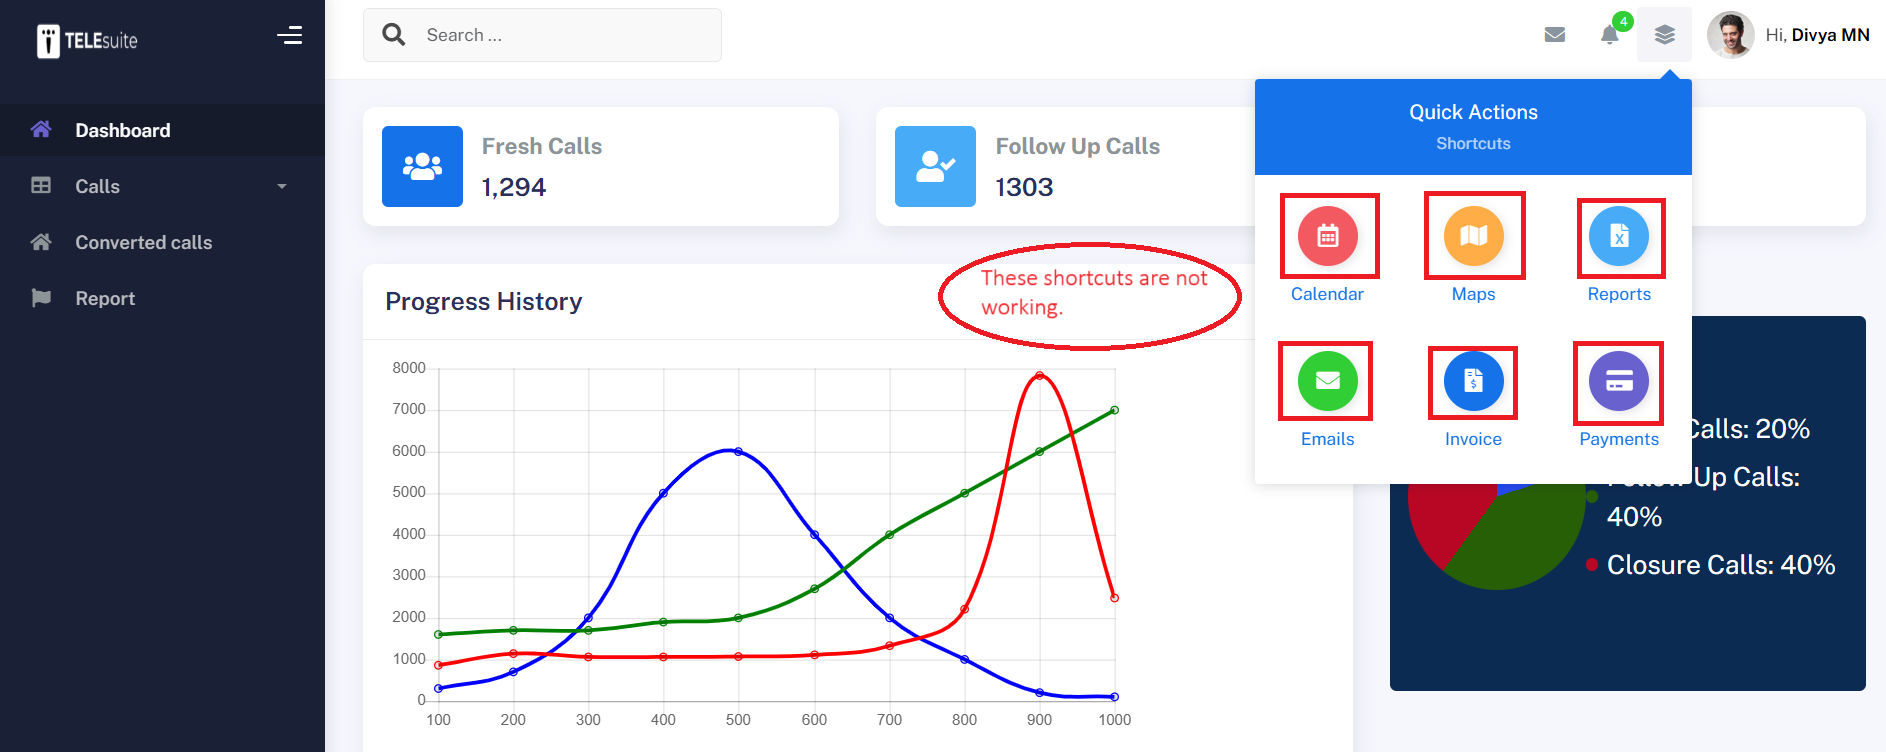 TELEsuite
Search ...
4
Hi, Divya MN
Dashboard
Calls
Converted calls
Report
Fresh Calls
1,294
Follow Up Calls
1303
Quick Actions
Shortcuts
Calendar
Maps
Reports
Emails
Invoice
Payments
Progress History
These shortcuts are not
working.
8000
7000
6000
5000
4000
3000
2000
1000
0
100
200
300
400
500
600
700
800
900
1000
Calls: 20%
Follow Up Calls:
40%
Closure Calls: 40%